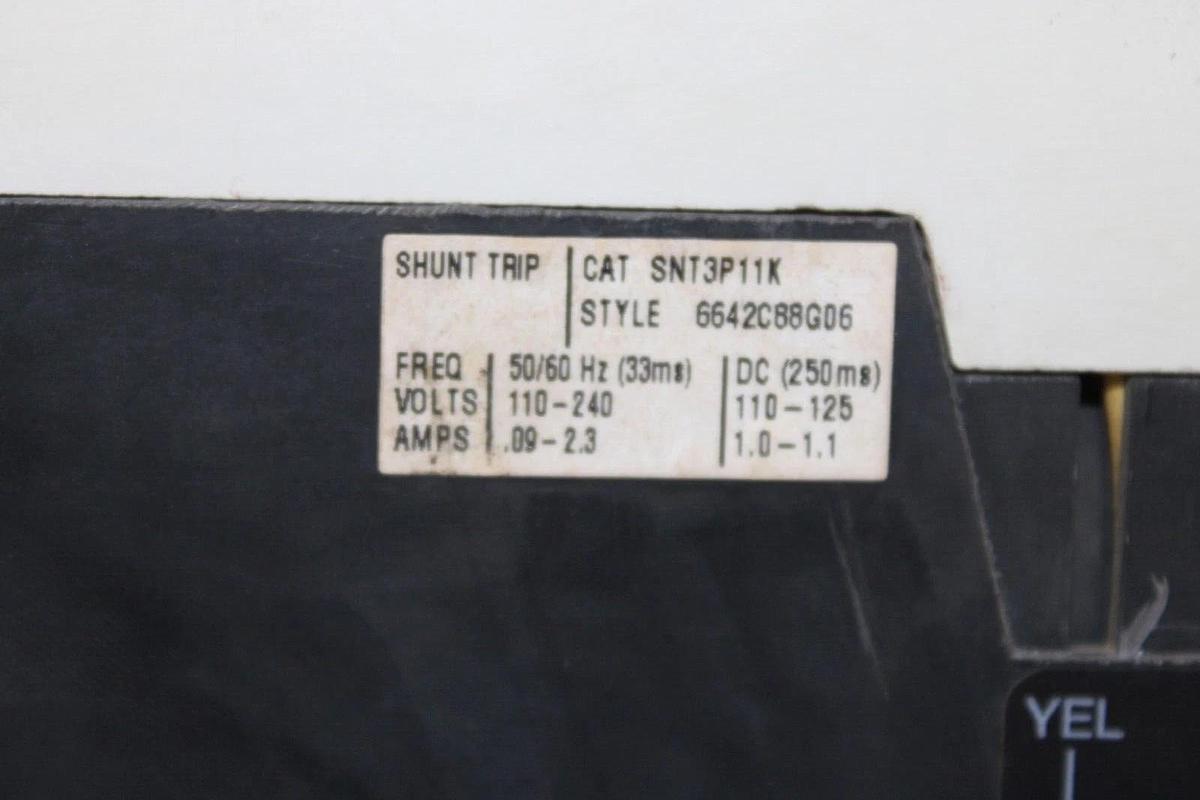 SHUNT TRIP CAT SNT3P11K
STYLE 6642C88G06
FREQ 50/60 Hz (33ms) DC (250ms)
VOLTS 110-240 110-125
AMPS .09-2.3 1.0-1.1
YEL